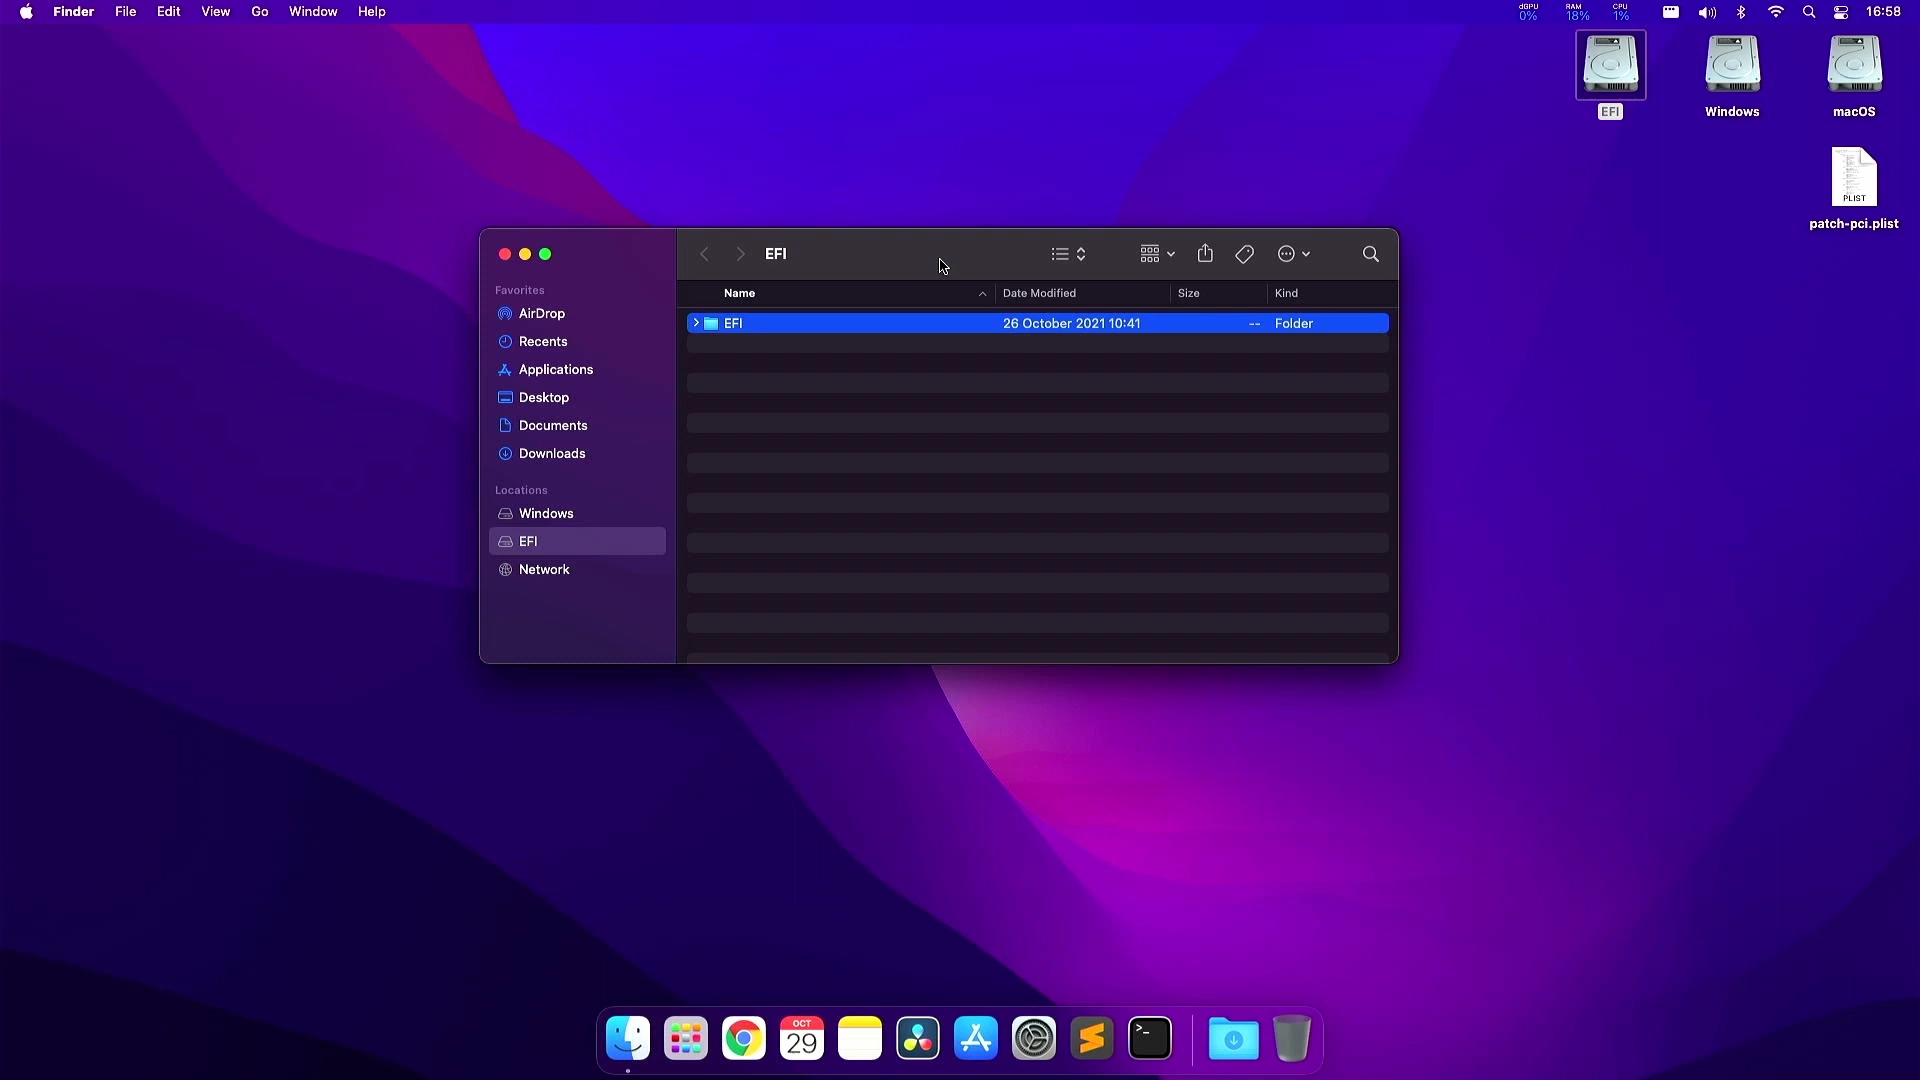 Finder File Edit View Go Window Help
dGPU 0% RAM 18% CPU 1% 16:58
EFI Windows macOS
PLIST
patch-pci.plist
EFI
Name Date Modified Size Kind
EFI 26 October 2021 10:41 -- Folder
Favorites
AirDrop
Recents
Applications
Desktop
Documents
Downloads
Locations
Windows
EFI
Network
OCT
29
>_